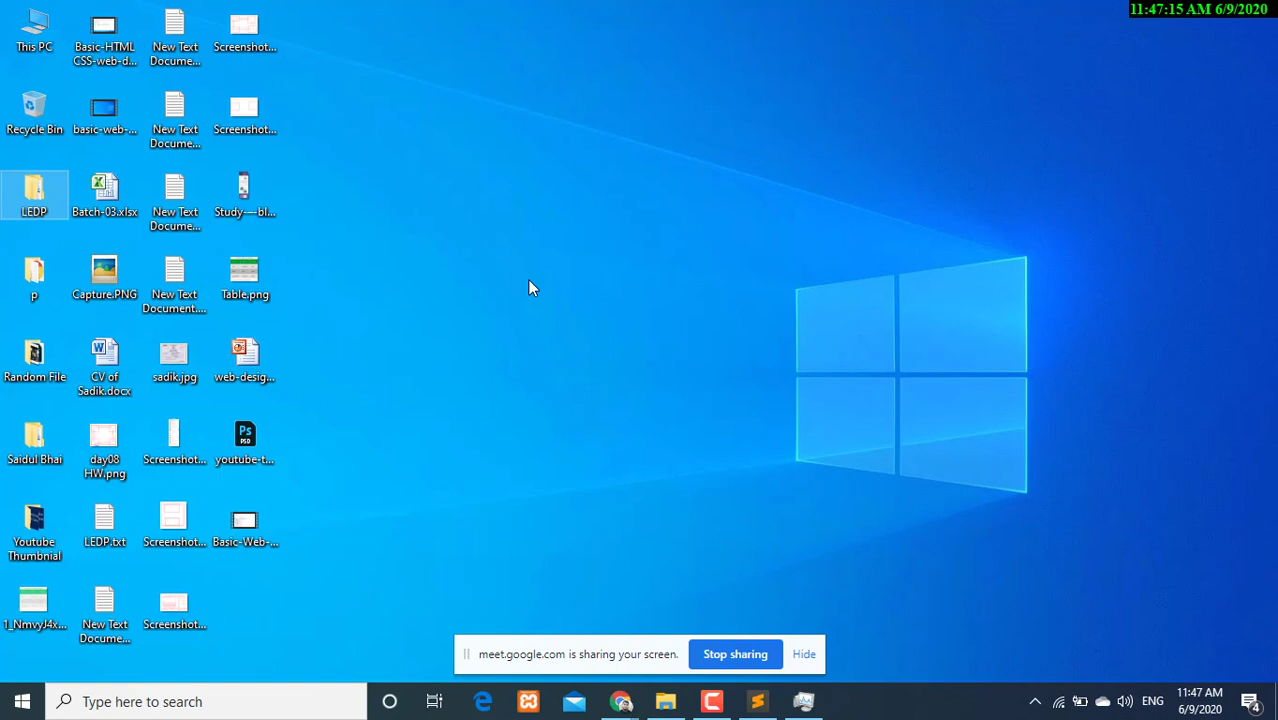 11:47:15 AM 6/9/2020
This PC
Basic-HTML
CSS-web-d...
New Text
Docume...
Screenshot...
Recycle Bin
basic-web-...
New Text
Docume...
Screenshot...
LEDP
Batch-03.xlsx
New Text
Docume...
Study-—bl...
p
Capture.PNG
New Text
Document....
Table.png
Random File
CV of
Sadik.docx
sadik.jpg
web-desig...
Saidul Bhai
day08
HW.png
Screenshot...
Ps
PSD
youtube-t...
Youtube
Thumbnial
LEDP.txt
Screenshot...
Basic-Web-...
1_NmvyJ4x...
New Text
Docume...
Screenshot...
meet.google.com is sharing your screen.
Stop sharing
Hide
Type here to search
ENG
11:47 AM
6/9/2020
4